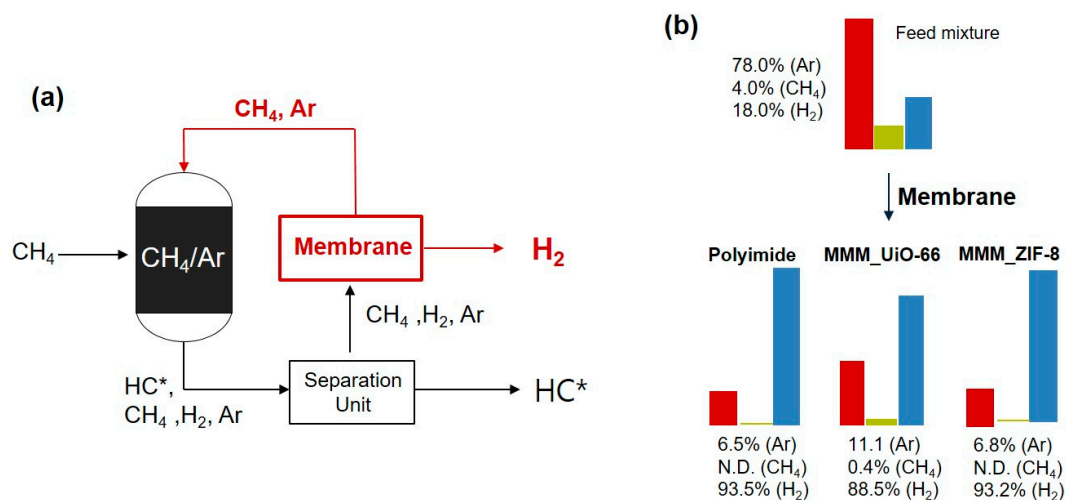 (a)
CH₄, Ar
CH₄
CH₄/Ar
Membrane
H₂
CH₄ ,H₂, Ar
HC*,
CH₄ ,H₂, Ar
Separation
Unit
HC*
(b)
Feed mixture
78.0% (Ar)
4.0% (CH₄)
18.0% (H₂)
Membrane
Polyimide
MMM_UiO-66
MMM_ZIF-8
6.5% (Ar)
N.D. (CH₄)
93.5% (H₂)
11.1 (Ar)
0.4% (CH₄)
88.5% (H₂)
6.8% (Ar)
N.D. (CH₄)
93.2% (H₂)